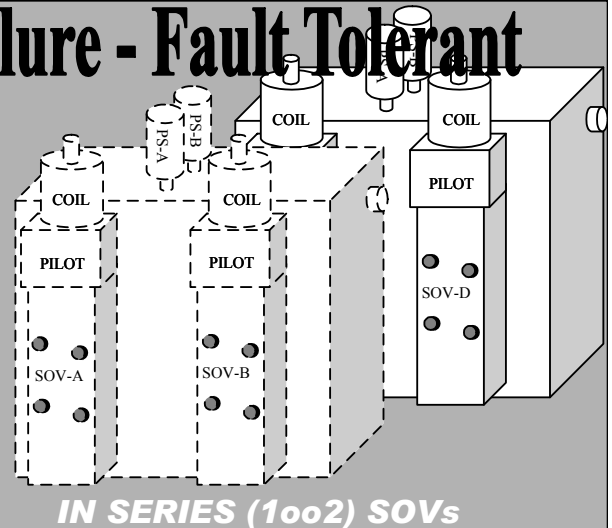 lure - Fault Tolerant
COIL
COIL
PS-A
PS-B
PILOT
COIL
COIL
PILOT
PILOT
SOV-D
SOV-A
SOV-B
IN SERIES (1oo2) SOVs